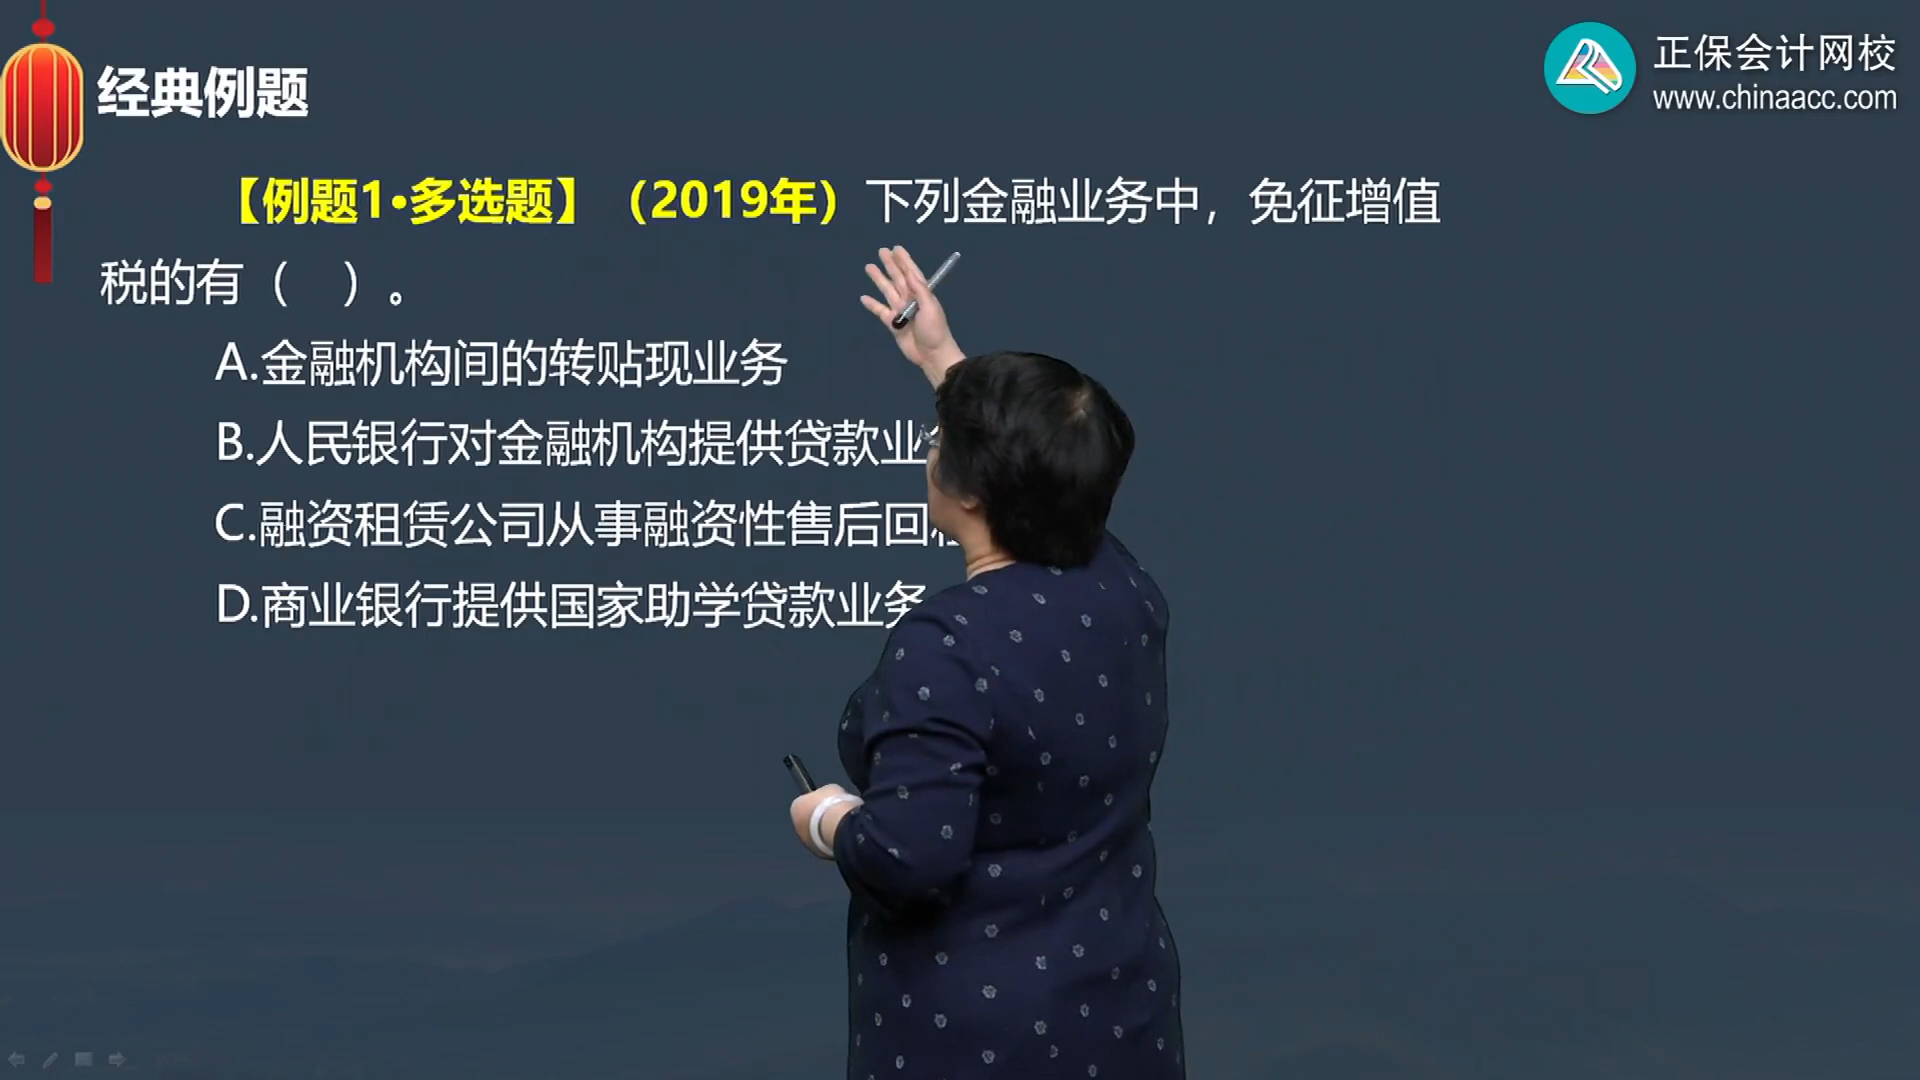 经典例题
正保会计网校
www.chinaacc.com
【例题1·多选题】（2019年）下列金融业务中，免征增值
税的有（ ）。
A.金融机构间的转贴现业务
B.人民银行对金融机构提供贷款业
C.融资租赁公司从事融资性售后回
D.商业银行提供国家助学贷款业务